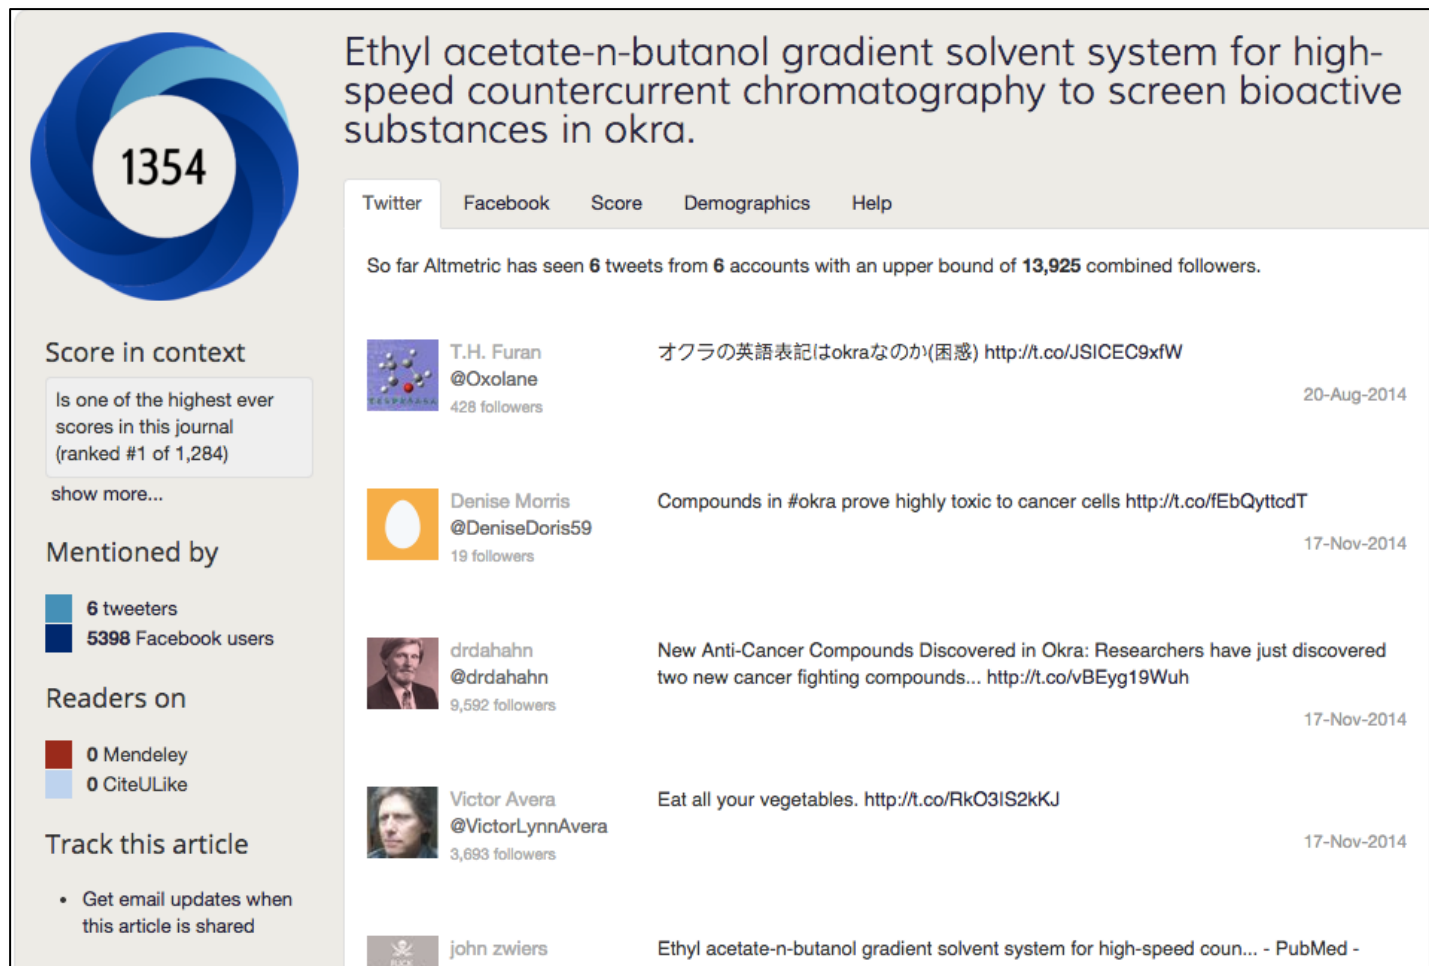 1354
Ethyl acetate-n-butanol gradient solvent system for high-
speed countercurrent chromatography to screen bioactive
substances in okra.
Twitter Facebook Score Demographics Help
So far Altmetric has seen 6 tweets from 6 accounts with an upper bound of 13,925 combined followers.
Score in context
Is one of the highest ever
scores in this journal
(ranked #1 of 1,284)
show more...
Mentioned by
6 tweeters
5398 Facebook users
Readers on
0 Mendeley
0 CiteULike
Track this article
• Get email updates when
this article is shared
T.H. Furan
@Oxolane
428 followers
オクラの英語表記はokraなのか(困惑) http://t.co/JSICEC9xfW
20-Aug-2014
Denise Morris
@DeniseDoris59
19 followers
Compounds in #okra prove highly toxic to cancer cells http://t.co/fEbQyttcdT
17-Nov-2014
drdahahn
@drdahahn
9,592 followers
New Anti-Cancer Compounds Discovered in Okra: Researchers have just discovered
two new cancer fighting compounds... http://t.co/vBEyg19Wuh
17-Nov-2014
Victor Avera
@VictorLynnAvera
3,693 followers
Eat all your vegetables. http://t.co/RkO3IS2kKJ
17-Nov-2014
john zwiers
Ethyl acetate-n-butanol gradient solvent system for high-speed coun... - PubMed -